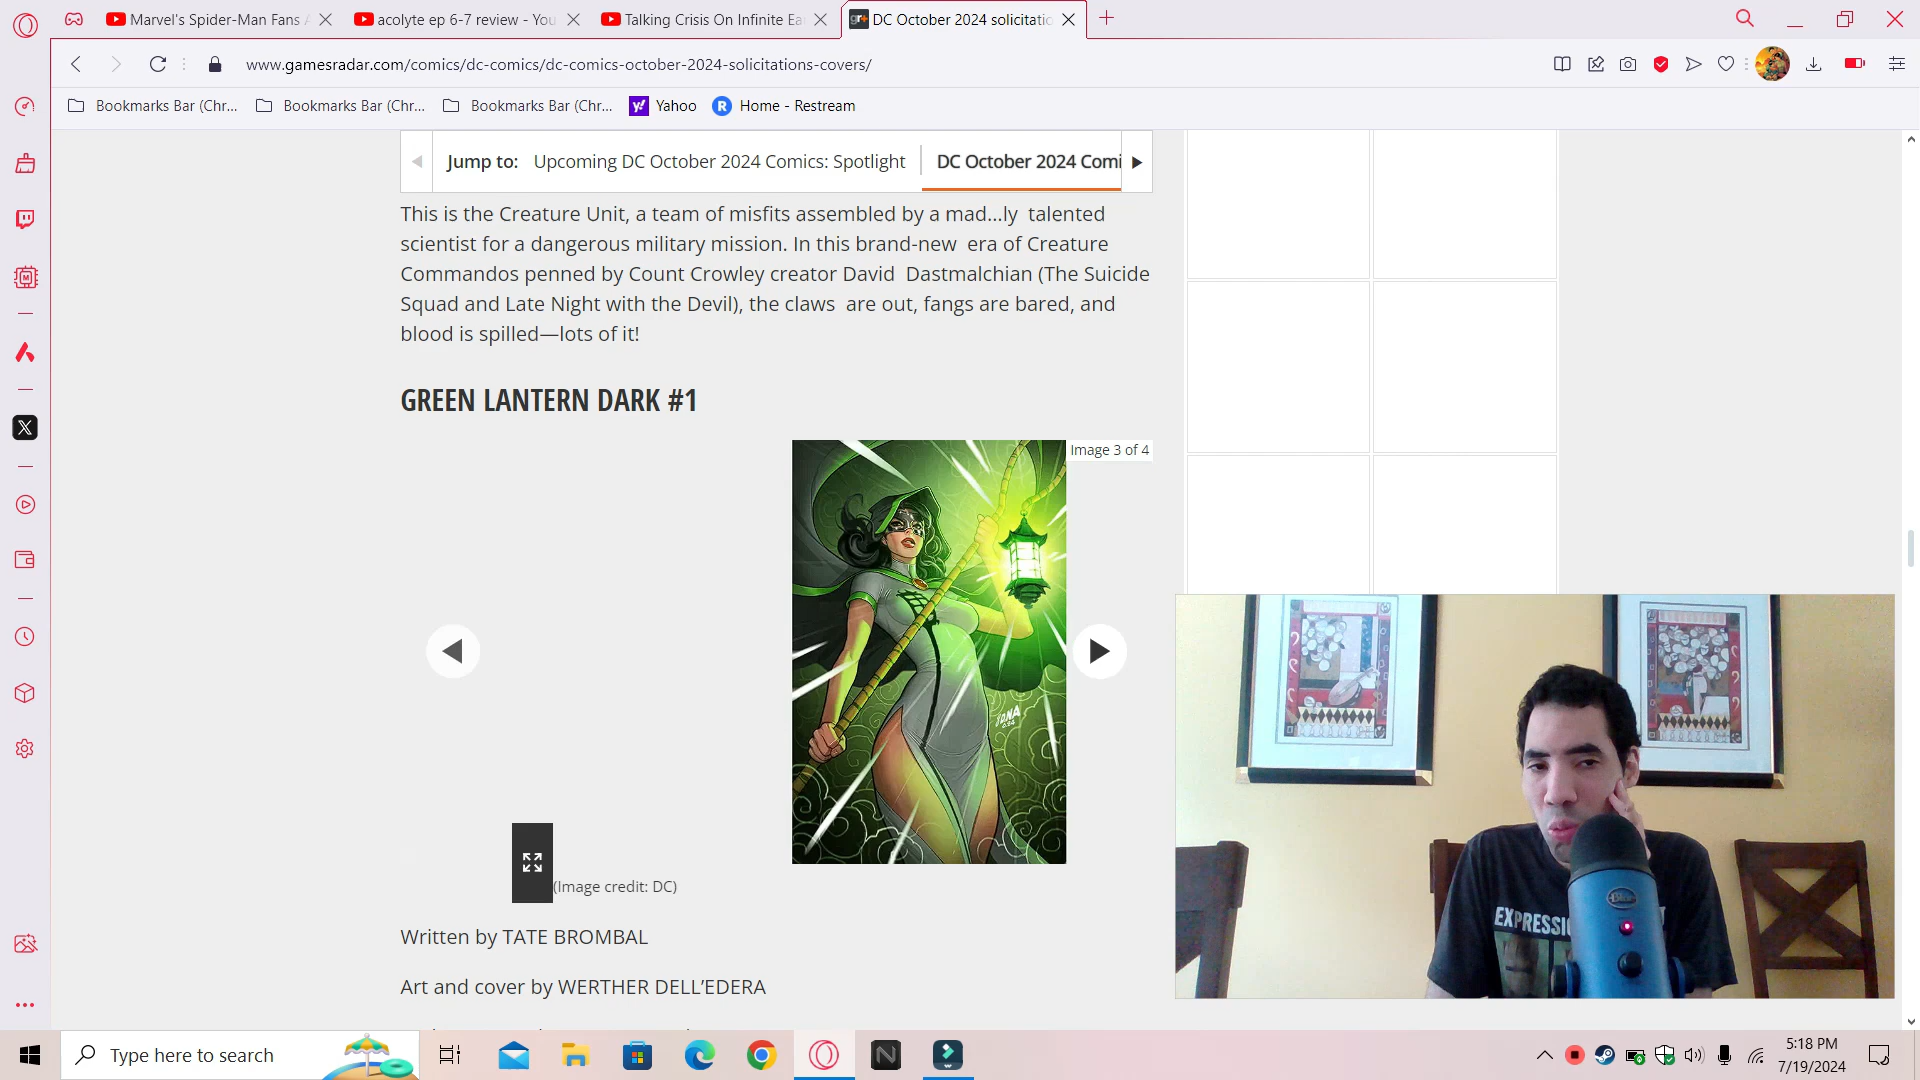 Marvel's Spider-Man Fans
acolyte ep 6-7 review - You
Talking Crisis On Infinite Ea
DC October 2024 solicitatio
www.gamesradar.com/comics/dc-comics/dc-comics-october-2024-solicitations-covers/
Bookmarks Bar (Chr...
Bookmarks Bar (Chr...
Bookmarks Bar (Chr...
Yahoo
Home - Restream
Jump to:
Upcoming DC October 2024 Comics: Spotlight
DC October 2024 Comi
This is the Creature Unit, a team of misfits assembled by a mad...ly talented
scientist for a dangerous military mission. In this brand-new era of Creature
Commandos penned by Count Crowley creator David Dastmalchian (The Suicide
Squad and Late Night with the Devil), the claws are out, fangs are bared, and
blood is spilled—lots of it!
GREEN LANTERN DARK #1
Image 3 of 4
(Image credit: DC)
Written by TATE BROMBAL
Art and cover by WERTHER DELL’EDERA
Blue
Type here to search
5:18 PM
7/19/2024